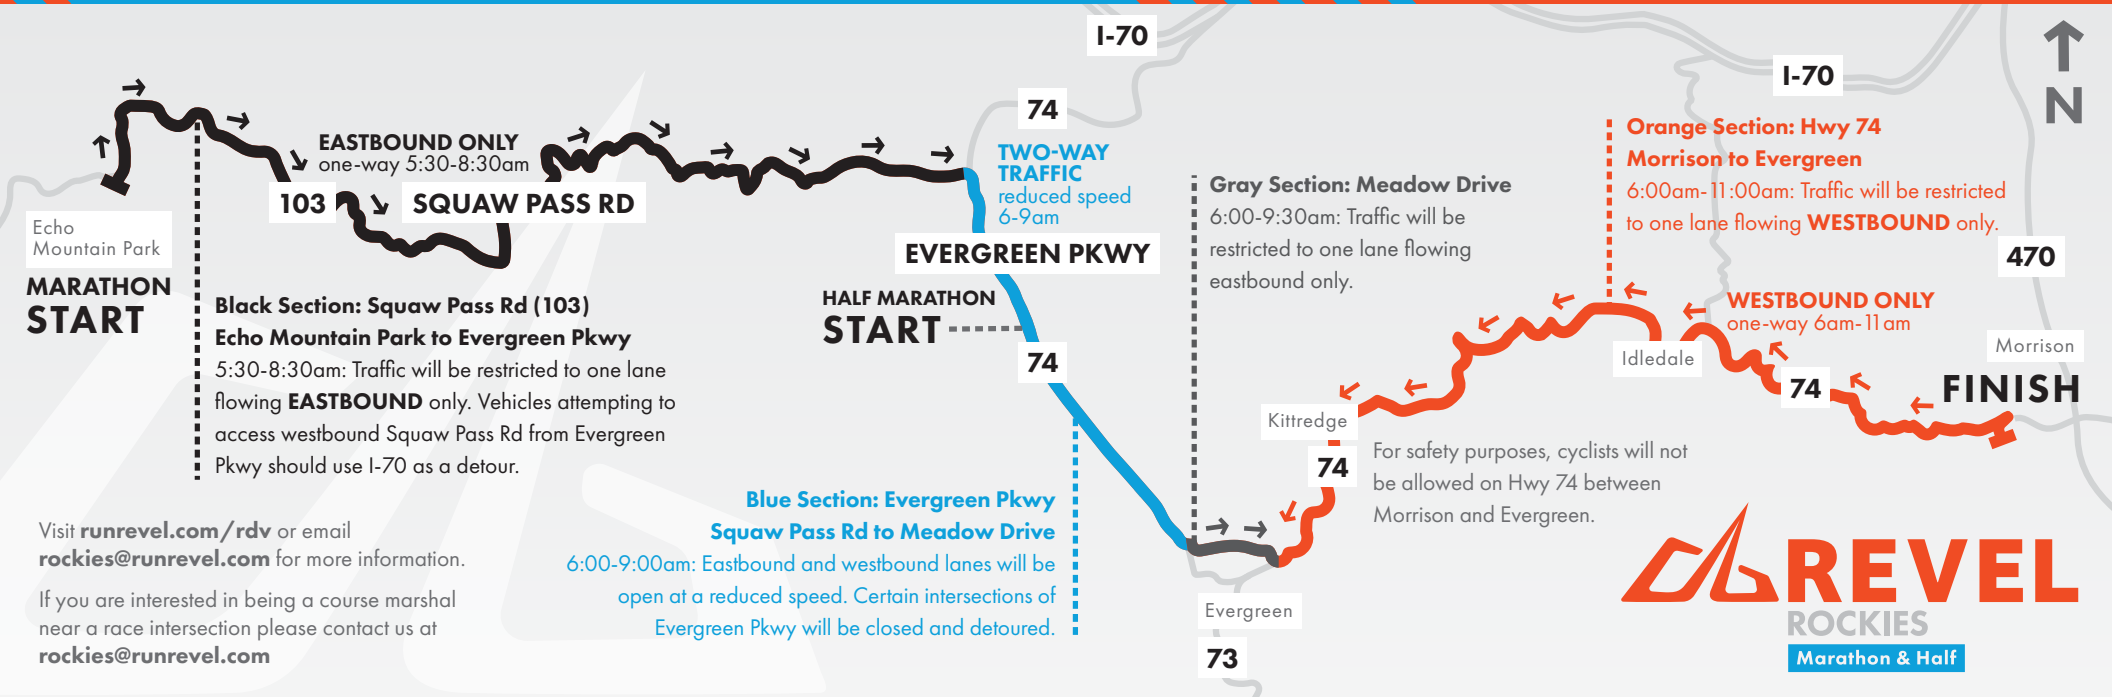 I-70
I-70
N
74
EASTBOUND ONLY
one-way 5:30-8:30am
103
SQUAW PASS RD
TWO-WAY
TRAFFIC
reduced speed
6-9am
EVERGREEN PKWY
Echo
Mountain Park
MARATHON
START
Black Section: Squaw Pass Rd (103)
Echo Mountain Park to Evergreen Pkwy
5:30-8:30am: Traffic will be restricted to one lane
flowing EASTBOUND only. Vehicles attempting to
access westbound Squaw Pass Rd from Evergreen
Pkwy should use I-70 as a detour.
HALF MARATHON
START
74
Gray Section: Meadow Drive
6:00-9:30am: Traffic will be
restricted to one lane flowing
eastbound only.
Orange Section: Hwy 74
Morrison to Evergreen
6:00am-11:00am: Traffic will be restricted
to one lane flowing WESTBOUND only.
470
WESTBOUND ONLY
one-way 6am-11am
Idledale
Morrison
74
FINISH
Kittredge
74
For safety purposes, cyclists will not
be allowed on Hwy 74 between
Morrison and Evergreen.
Blue Section: Evergreen Pkwy
Squaw Pass Rd to Meadow Drive
6:00-9:00am: Eastbound and westbound lanes will be
open at a reduced speed. Certain intersections of
Evergreen Pkwy will be closed and detoured.
Visit runrevel.com/rdv or email
rockies@runrevel.com for more information.
If you are interested in being a course marshal
near a race intersection please contact us at
rockies@runrevel.com
Evergreen
73
REVEL
ROCKIES
Marathon & Half